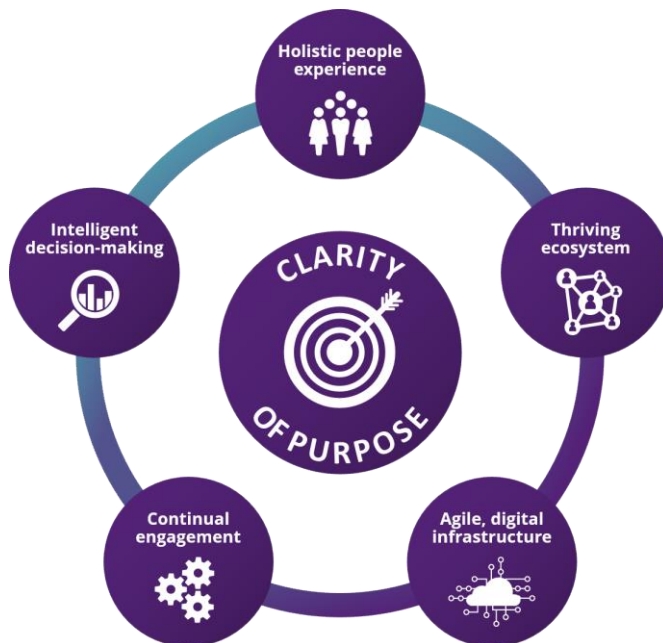 Holistic people
experience
Intelligent
decision-making
Thriving
ecosystem
CLARITY
OF PURPOSE
Continual
engagement
Agile, digital
infrastructure